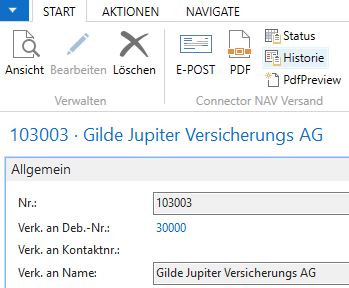 START AKTIONEN NAVIGATE
Ansicht Bearbeiten Löschen E-POST PDF Status
Historie
PdfPreview
Verwalten Connector NAV Versand
103003 · Gilde Jupiter Versicherungs AG
Allgemein
Nr.: 103003
Verk. an Deb.-Nr.: 30000
Verk. an Kontaktnr.:
Verk. an Name: Gilde Jupiter Versicherungs AG